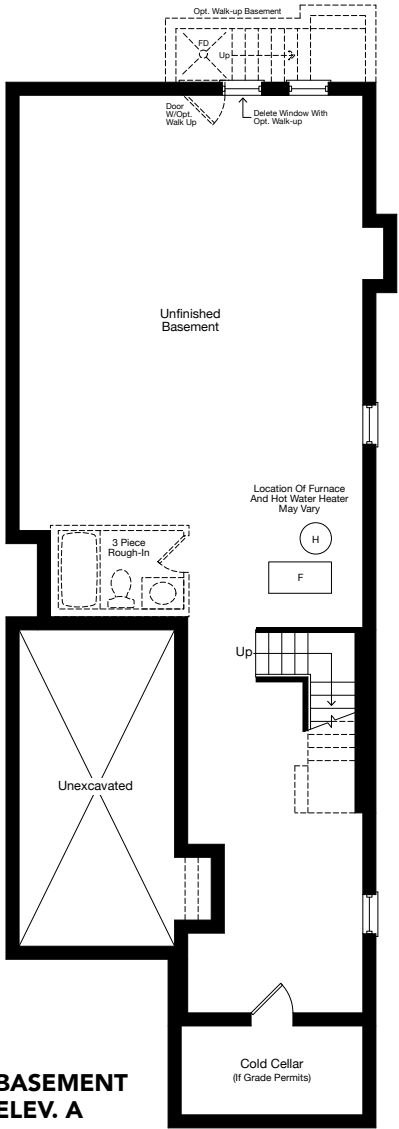 Opt. Walk-up Basement
FD
Up
Door
W/Opt.
Walk Up
Delete Window With
Opt. Walk-up
Unfinished
Basement
Location Of Furnace
And Hot Water Heater
May Vary
3 Piece
Rough-In
H
F
Up
Unexcavated
Cold Cellar
(If Grade Permits)
BASEMENT
ELEV. A